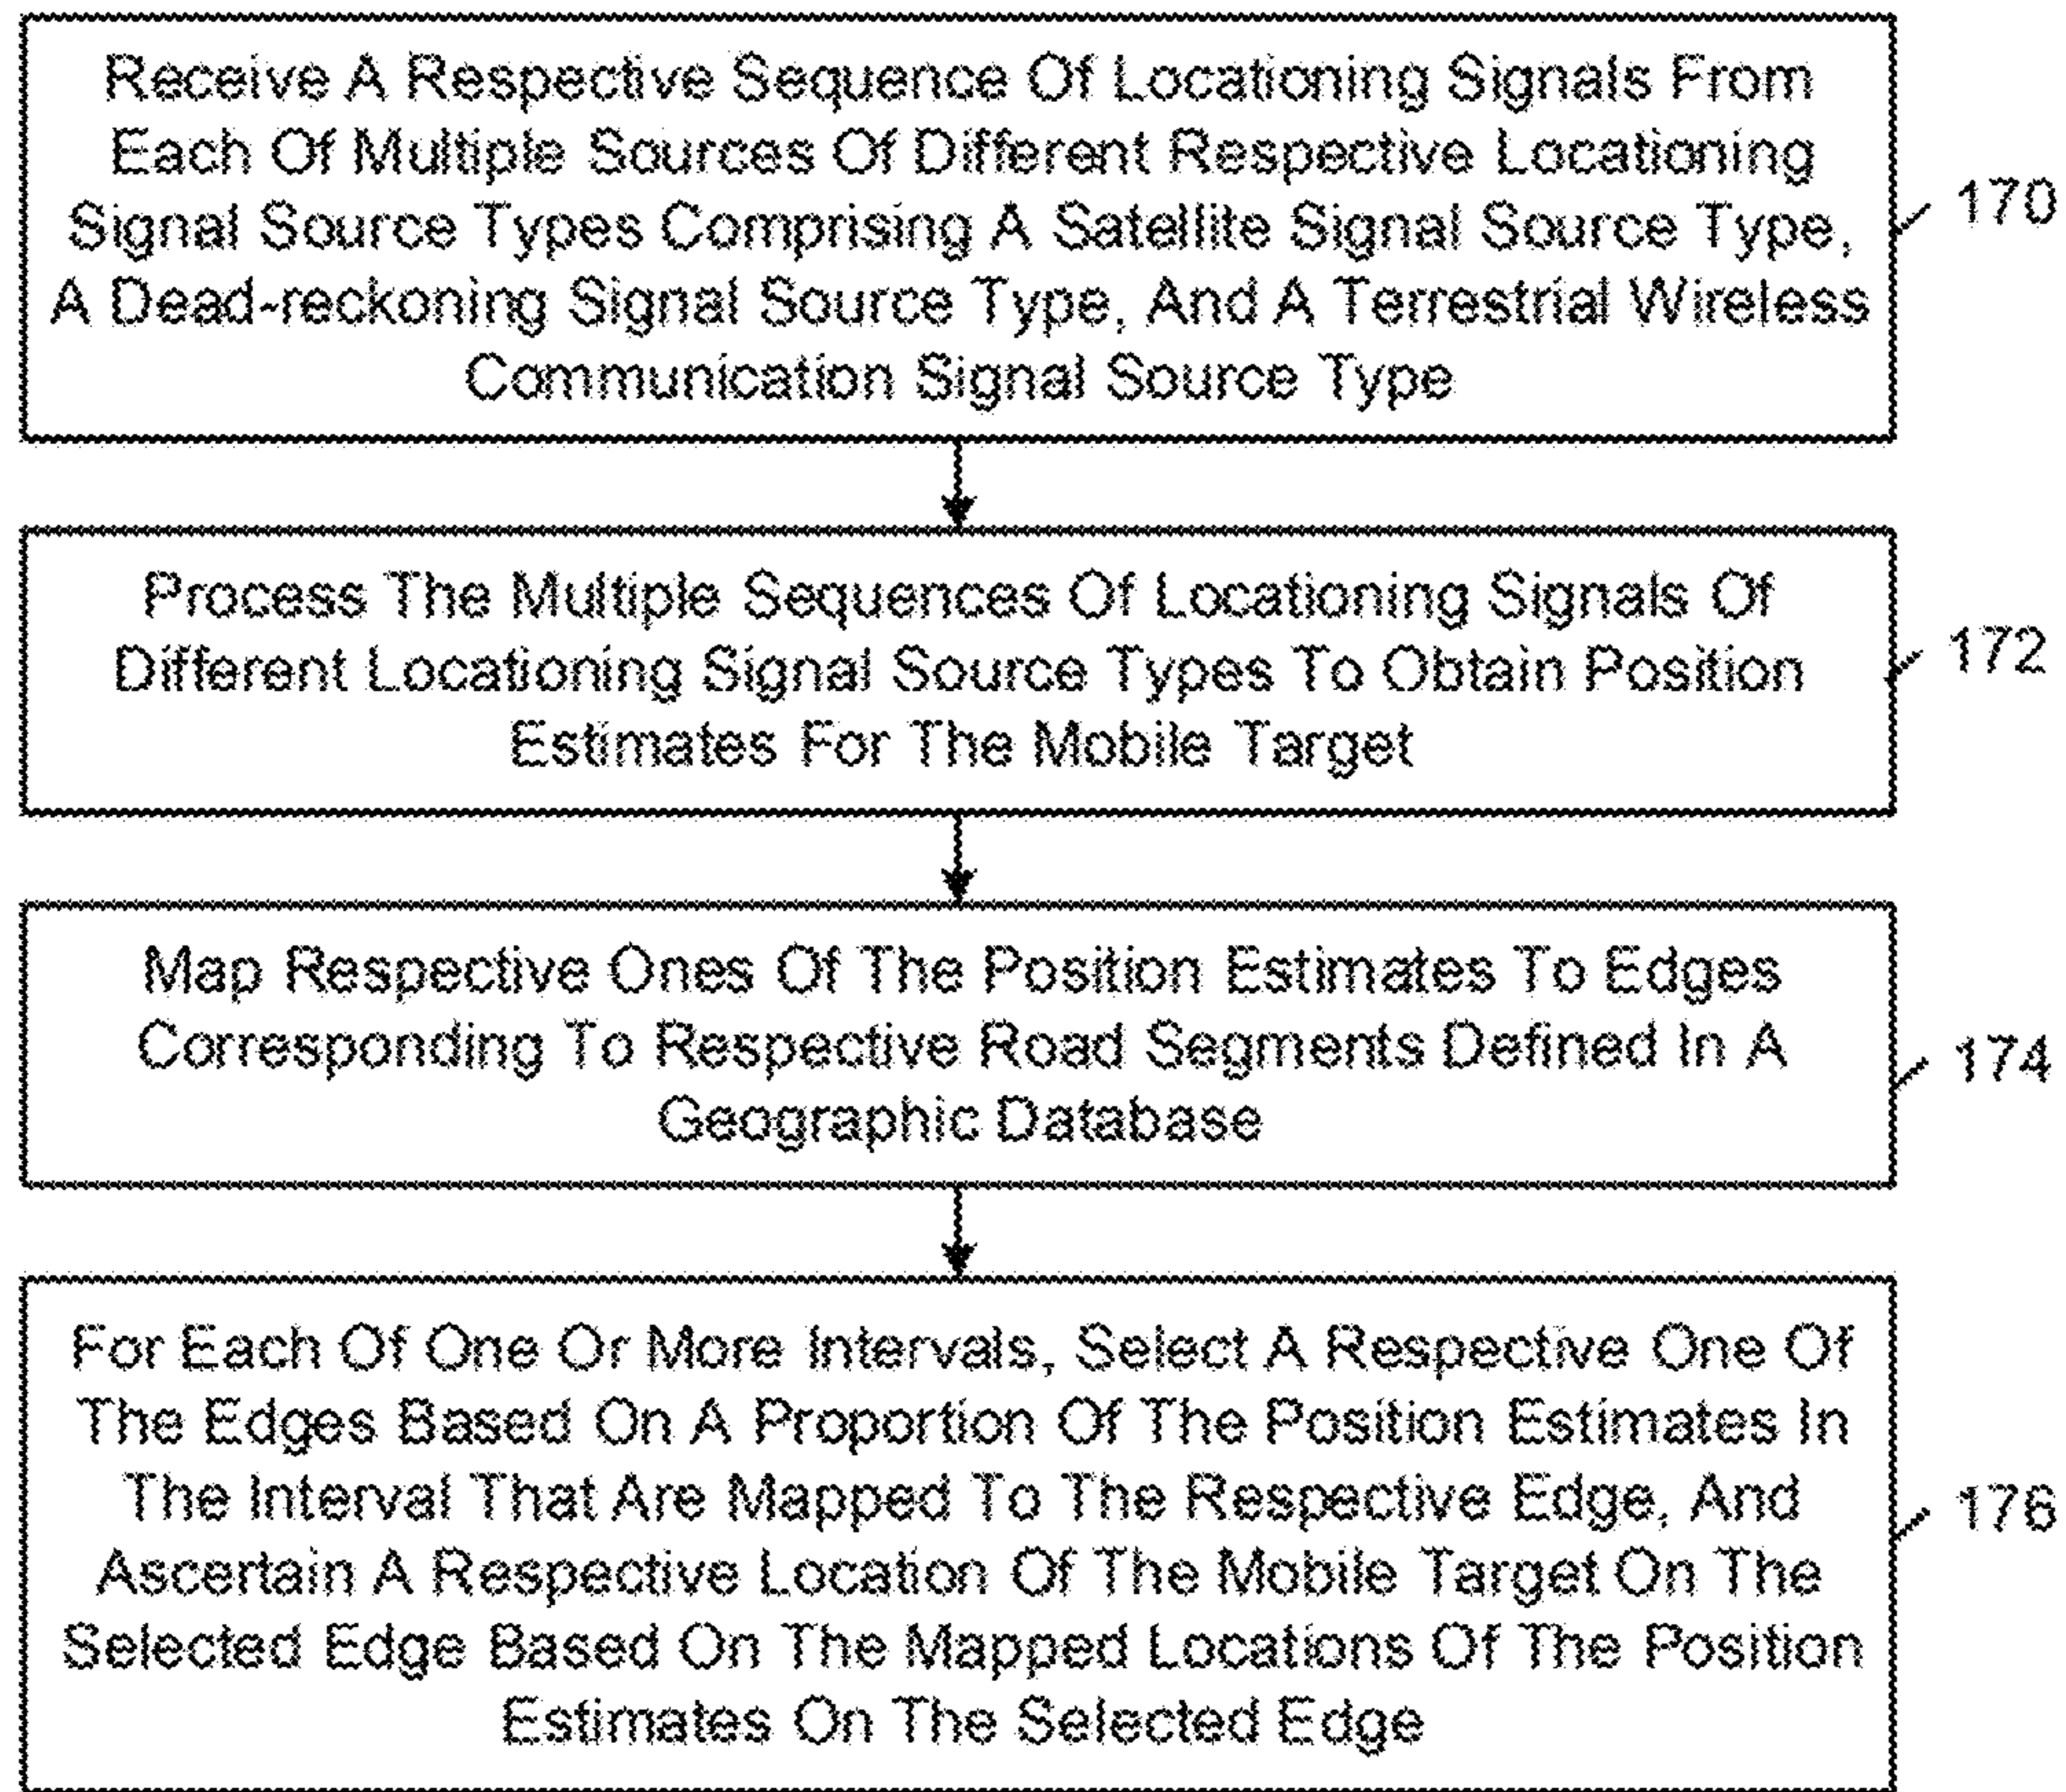 Receive A Respective Sequence Of Locationing Signals From
Each Of Multiple Sources Of Different Respective Locationing
Signal Source Types Comprising A Satellite Signal Source Type,
A Dead-reckoning Signal Source Type, And A Terrestrial Wireless
Communication Signal Source Type
170
Process The Multiple Sequences Of Locationing Signals Of
Different Locationing Signal Source Types To Obtain Position
Estimates For The Mobile Target
172
Map Respective Ones Of The Position Estimates To Edges
Corresponding To Respective Road Segments Defined In A
Geographic Database
174
For Each Of One Or More Intervals, Select A Respective One Of
The Edges Based On A Proportion Of The Position Estimates In
The Interval That Are Mapped To The Respective Edge, And
Ascertain A Respective Location Of The Mobile Target On The
Selected Edge Based On The Mapped Locations Of The Position
Estimates On The Selected Edge
176